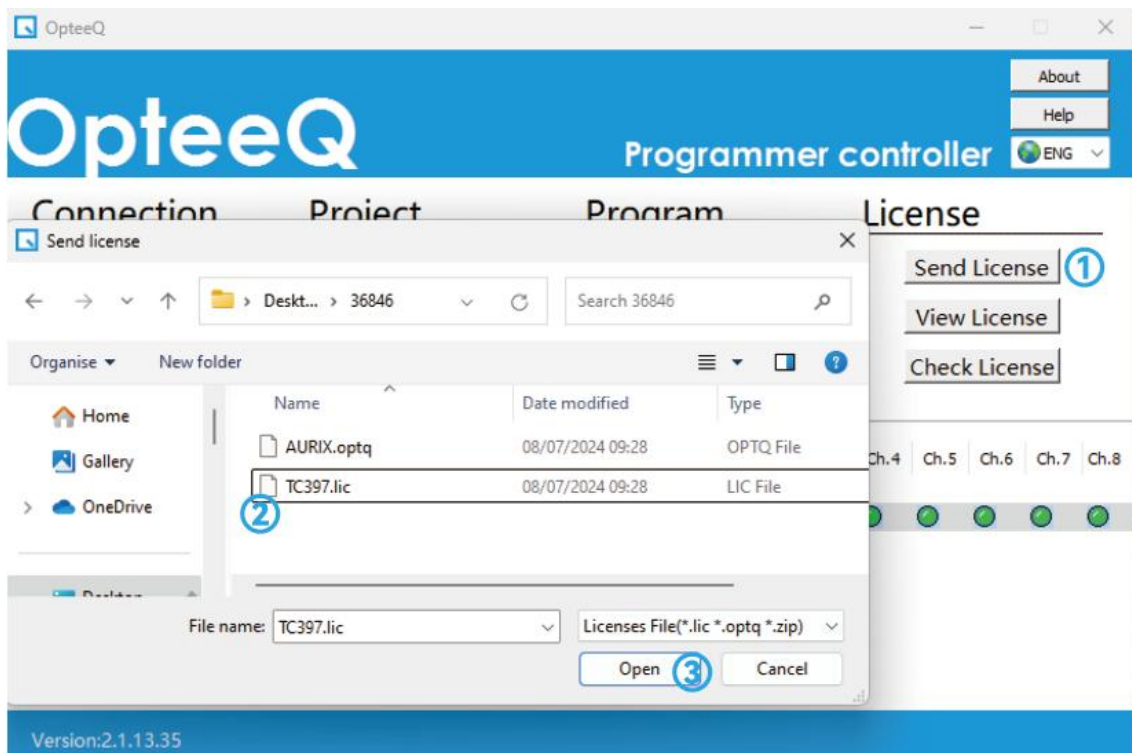 OpteeQ
OpteeQ
Programmer controller
About
Help
ENG
Connection Project Program License
Send license
Deskt... > 36846
Search 36846
Organise
New folder
Home
Gallery
OneDrive
Desktop
Name Date modified Type
AURIX.optq 08/07/2024 09:28 OPTQ File
TC397.lic 08/07/2024 09:28 LIC File
②
File name: TC397.lic
Licenses File(*.lic *.optq *.zip)
Open ③ Cancel
Send License ①
View License
Check License
Ch.4 Ch.5 Ch.6 Ch.7 Ch.8
Version:2.1.13.35